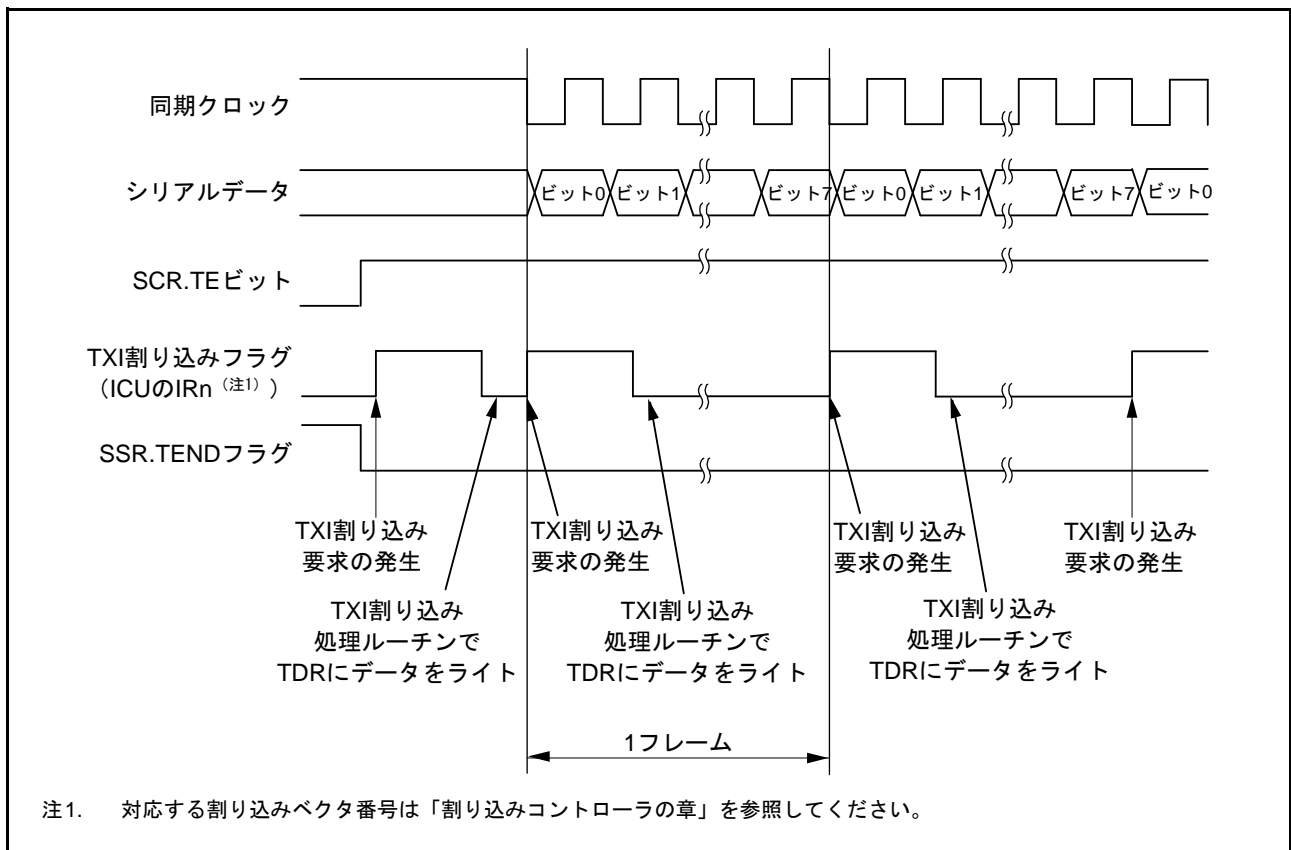 同期クロック
シリアルデータ
ビット0 ビット1 ビット7 ビット0 ビット1 ビット7 ビット0
SCR.TEビット
TXI割り込みフラグ
（ICUのIRn（注1））
SSR.TENDフラグ
TXI割り込み
要求の発生
TXI割り込み
処理ルーチンで
TDRにデータをライト
TXI割り込み
要求の発生
TXI割り込み
処理ルーチンで
TDRにデータをライト
TXI割り込み
要求の発生
TXI割り込み
処理ルーチンで
TDRにデータをライト
TXI割り込み
要求の発生
1フレーム
注1. 対応する割り込みベクタ番号は「割り込みコントローラの章」を参照してください。